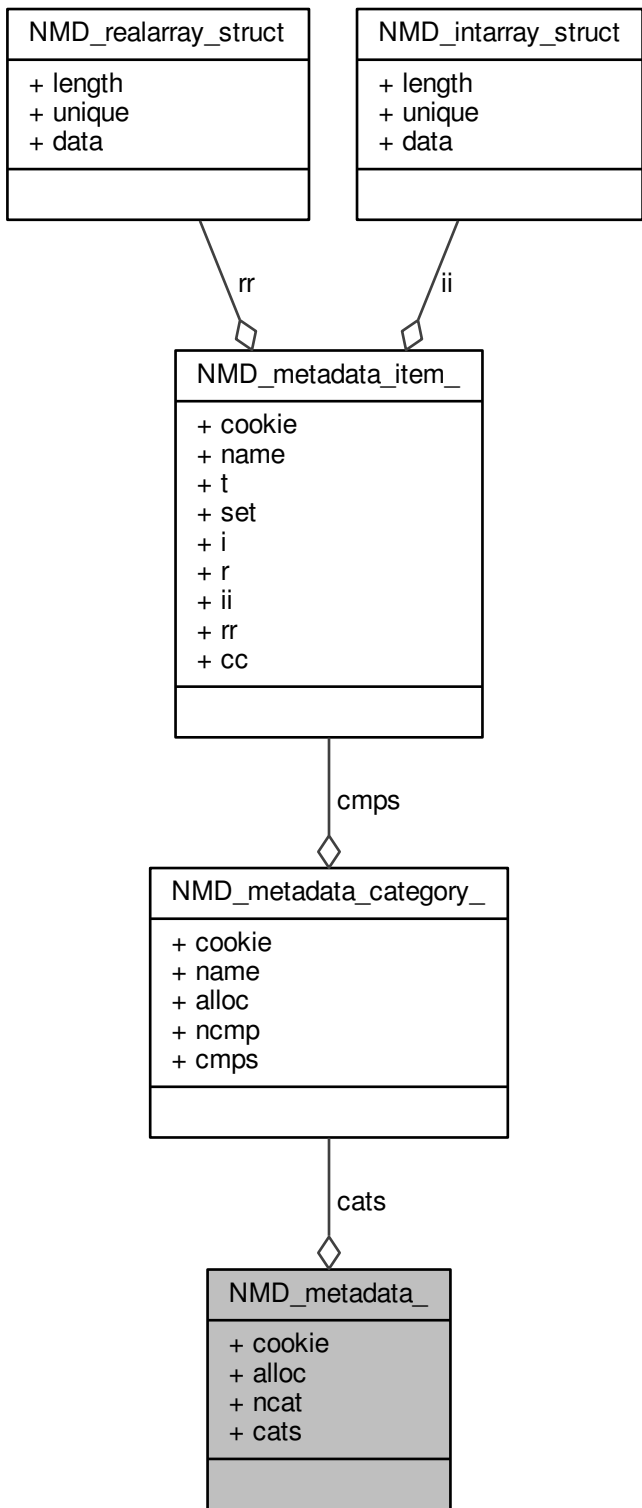 NMD_realarray_struct
+ length
+ unique
+ data
NMD_intarray_struct
+ length
+ unique
+ data
rr
ii
NMD_metadata_item_
+ cookie
+ name
+ t
+ set
+ i
+ r
+ ii
+ rr
+ cc
cmps
NMD_metadata_category_
+ cookie
+ name
+ alloc
+ ncmp
+ cmps
cats
NMD_metadata_
+ cookie
+ alloc
+ ncat
+ cats